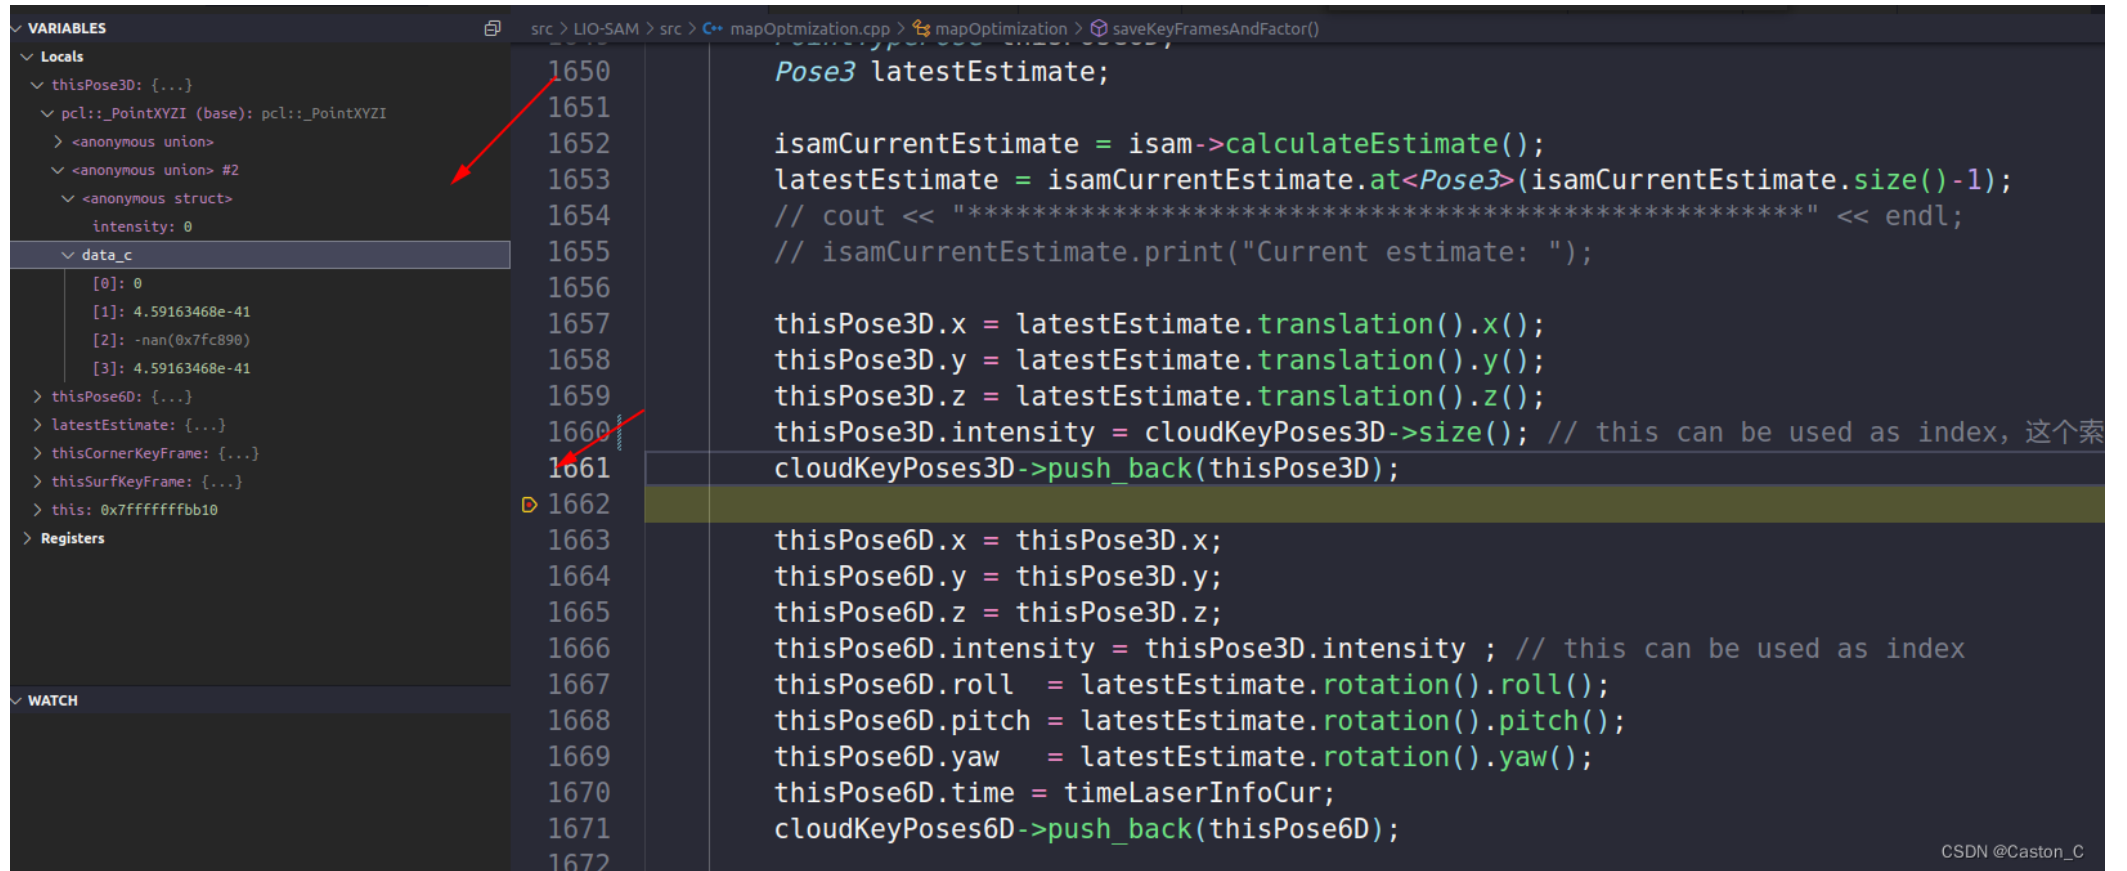 VARIABLES
Locals
thisPose3D: {...}
pcl::_PointXYZI (base): pcl::_PointXYZI
<anonymous union>
<anonymous union> #2
<anonymous struct>
intensity: 0
data_c
[0]: 0
[1]: 4.59163468e-41
[2]: -nan(0x7fc890)
[3]: 4.59163468e-41
thisPose6D: {...}
latestEstimate: {...}
thisCornerKeyFrame: {...}
thisSurfKeyFrame: {...}
this: 0x7fffffffbb10
Registers
WATCH
src > LIO-SAM > src > C++ mapOptmization.cpp > mapOptimization > saveKeyFramesAndFactor()
1650 Pose3 latestEstimate;
1651
1652 isamCurrentEstimate = isam->calculateEstimate();
1653 latestEstimate = isamCurrentEstimate.at<Pose3>(isamCurrentEstimate.size()-1);
1654 // cout << "****************************************************" << endl;
1655 // isamCurrentEstimate.print("Current estimate: ");
1656
1657 thisPose3D.x = latestEstimate.translation().x();
1658 thisPose3D.y = latestEstimate.translation().y();
1659 thisPose3D.z = latestEstimate.translation().z();
1660 thisPose3D.intensity = cloudKeyPoses3D->size(); // this can be used as index，这个索
1661 cloudKeyPoses3D->push_back(thisPose3D);
1662
1663 thisPose6D.x = thisPose3D.x;
1664 thisPose6D.y = thisPose3D.y;
1665 thisPose6D.z = thisPose3D.z;
1666 thisPose6D.intensity = thisPose3D.intensity ; // this can be used as index
1667 thisPose6D.roll  = latestEstimate.rotation().roll();
1668 thisPose6D.pitch = latestEstimate.rotation().pitch();
1669 thisPose6D.yaw   = latestEstimate.rotation().yaw();
1670 thisPose6D.time = timeLaserInfoCur;
1671 cloudKeyPoses6D->push_back(thisPose6D);
1672
CSDN @Caston_C